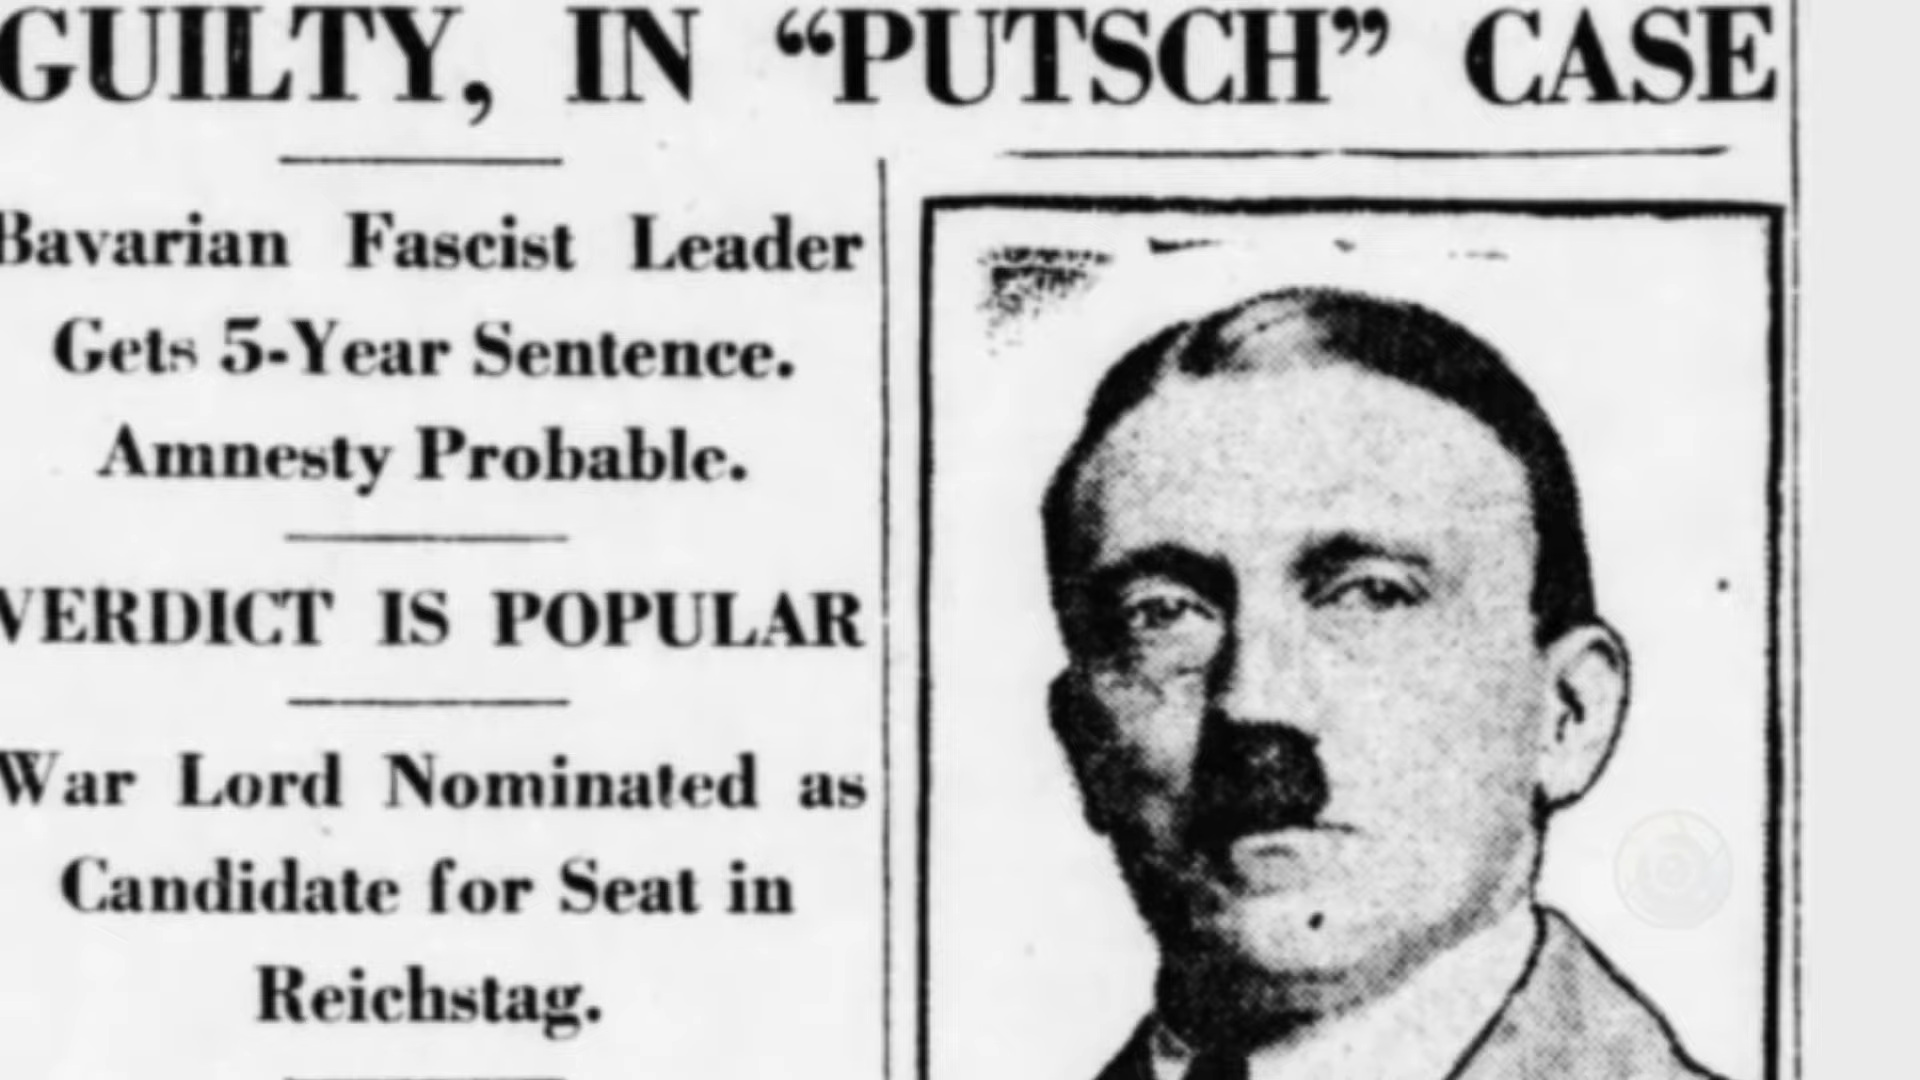 GUILTY, IN “PUTSCH” CASE
Bavarian Fascist Leader
Gets 5-Year Sentence.
Amnesty Probable.
VERDICT IS POPULAR
War Lord Nominated as
Candidate for Seat in
Reichstag.